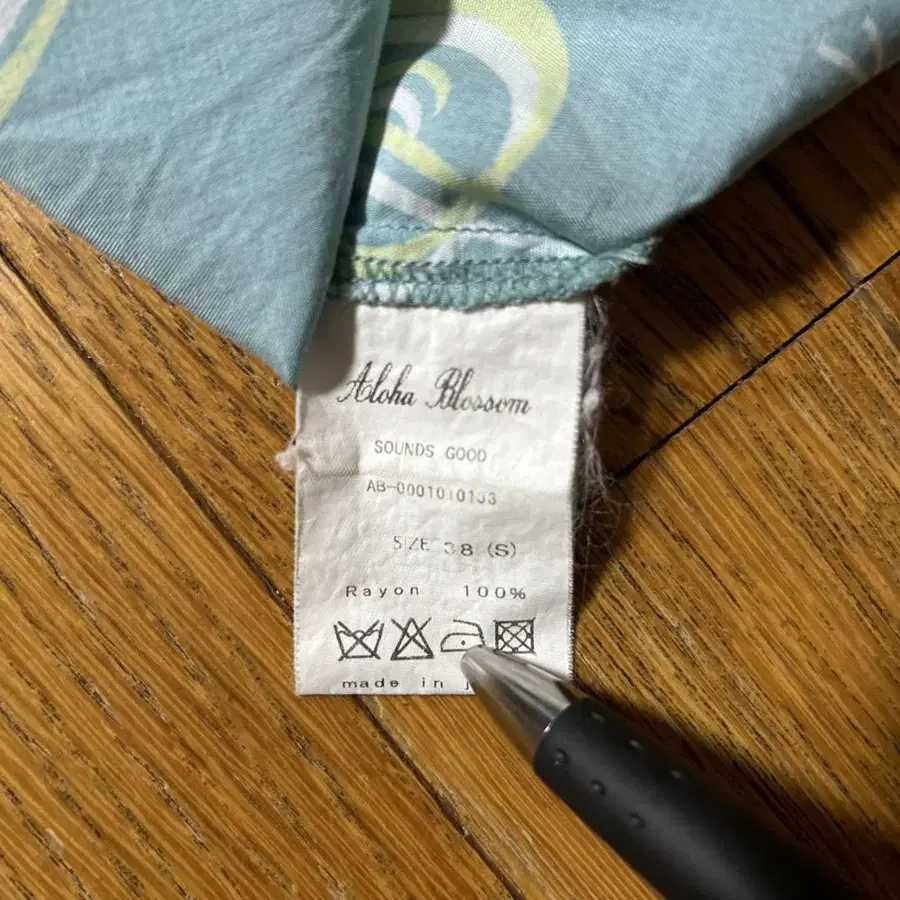 Aloha Blossom
SOUNDS GOOD
AB-0001010133
SIZE 38 (S)
Rayon 100%
made in